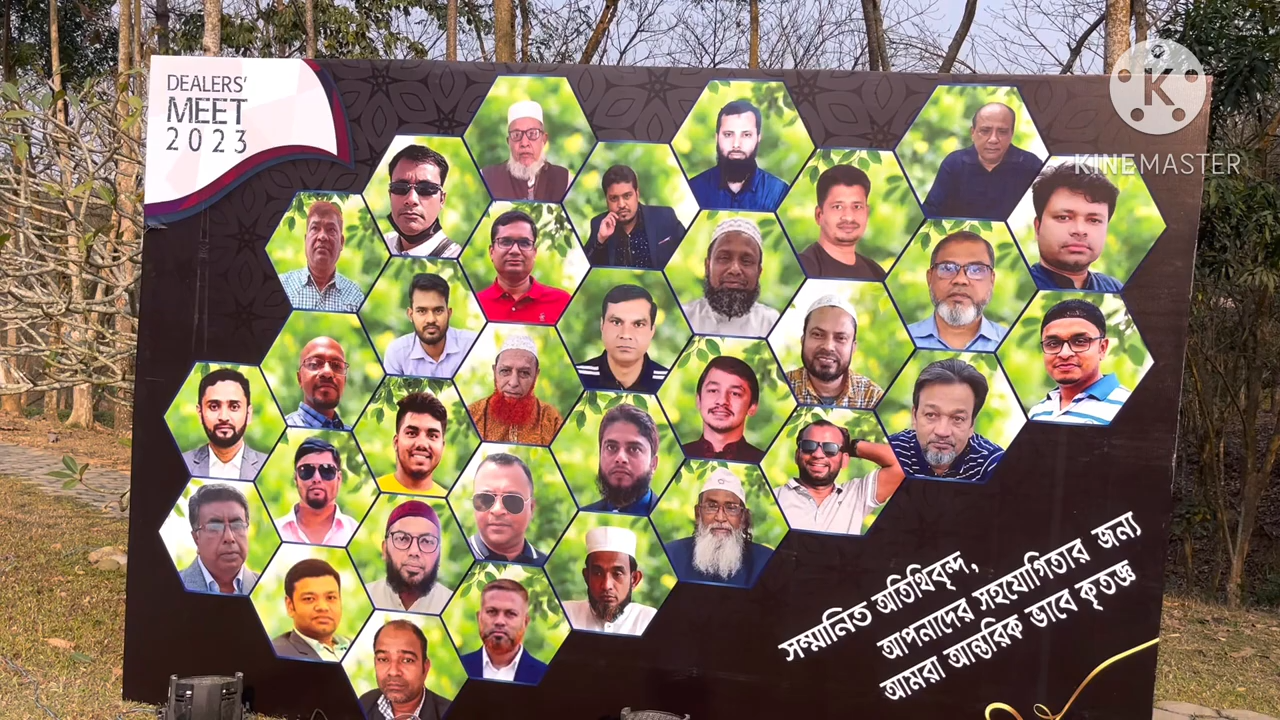 DEALERS'
MEET
2023
KINEMASTER
সম্মানিত অতিথিবৃন্দ,
আপনাদের সহযোগিতার জন্য
আমরা আন্তরিক ভাবে কৃতজ্ঞ